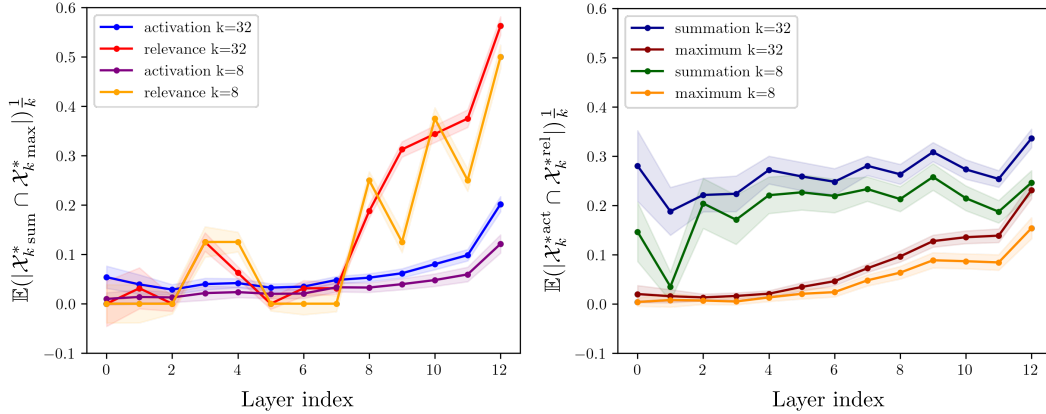 0.6
0.5
0.4
0.3
0.2
0.1
0.0
−0.1
0 2 4 6 8 10 12
Layer index
𝔼(|𝒳*ₖ sum ∩ 𝒳*ₖ max|) 1/k
activation k=32
relevance k=32
activation k=8
relevance k=8
0.6
0.5
0.4
0.3
0.2
0.1
0.0
−0.1
0 2 4 6 8 10 12
Layer index
𝔼(|𝒳ₖ*act ∩ 𝒳ₖ*rel|) 1/k
summation k=32
maximum k=32
summation k=8
maximum k=8